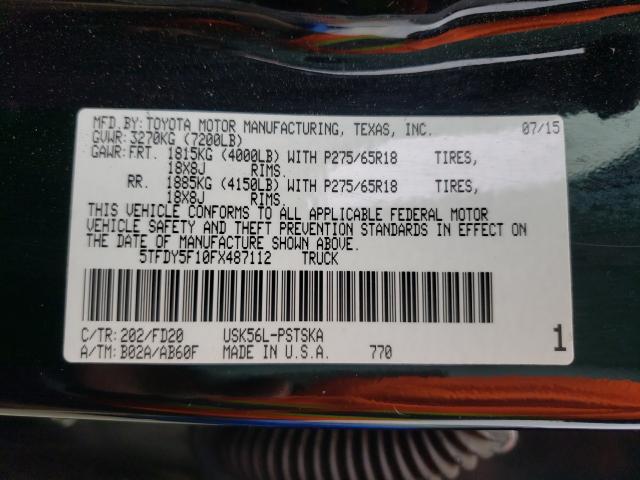 MFD.BY:TOYOTA MOTOR MANUFACTURING, TEXAS, INC. 07/15
GVWR:3270KG (7200LB)
GAWR:FRT. 1815KG (4000LB) WITH P275/65R18 TIRES,
18X8J RIMS.
RR. 1885KG (4150LB) WITH P275/65R18 TIRES,
18X8J RIMS.
THIS VEHICLE CONFORMS TO ALL APPLICABLE FEDERAL MOTOR
VEHICLE SAFETY AND THEFT PREVENTION STANDARDS IN EFFECT ON
THE DATE OF MANUFACTURE SHOWN ABOVE.
5TFDY5F10FX487112 TRUCK
C/TR:202/FD20 USK56L-PSTSKA 1
A/TM:B02A/AB60F MADE IN U.S.A. 770